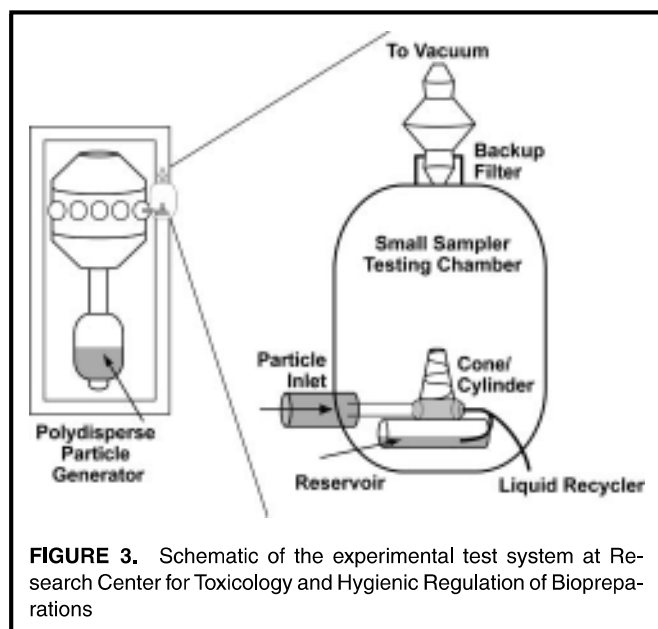 To Vacuum
Backup
Filter
Small Sampler
Testing Chamber
Particle
Inlet
Cone/
Cylinder
Polydisperse
Particle
Generator
Reservoir
Liquid Recycler
FIGURE 3. Schematic of the experimental test system at Re-
search Center for Toxicology and Hygienic Regulation of Bioprepa-
rations